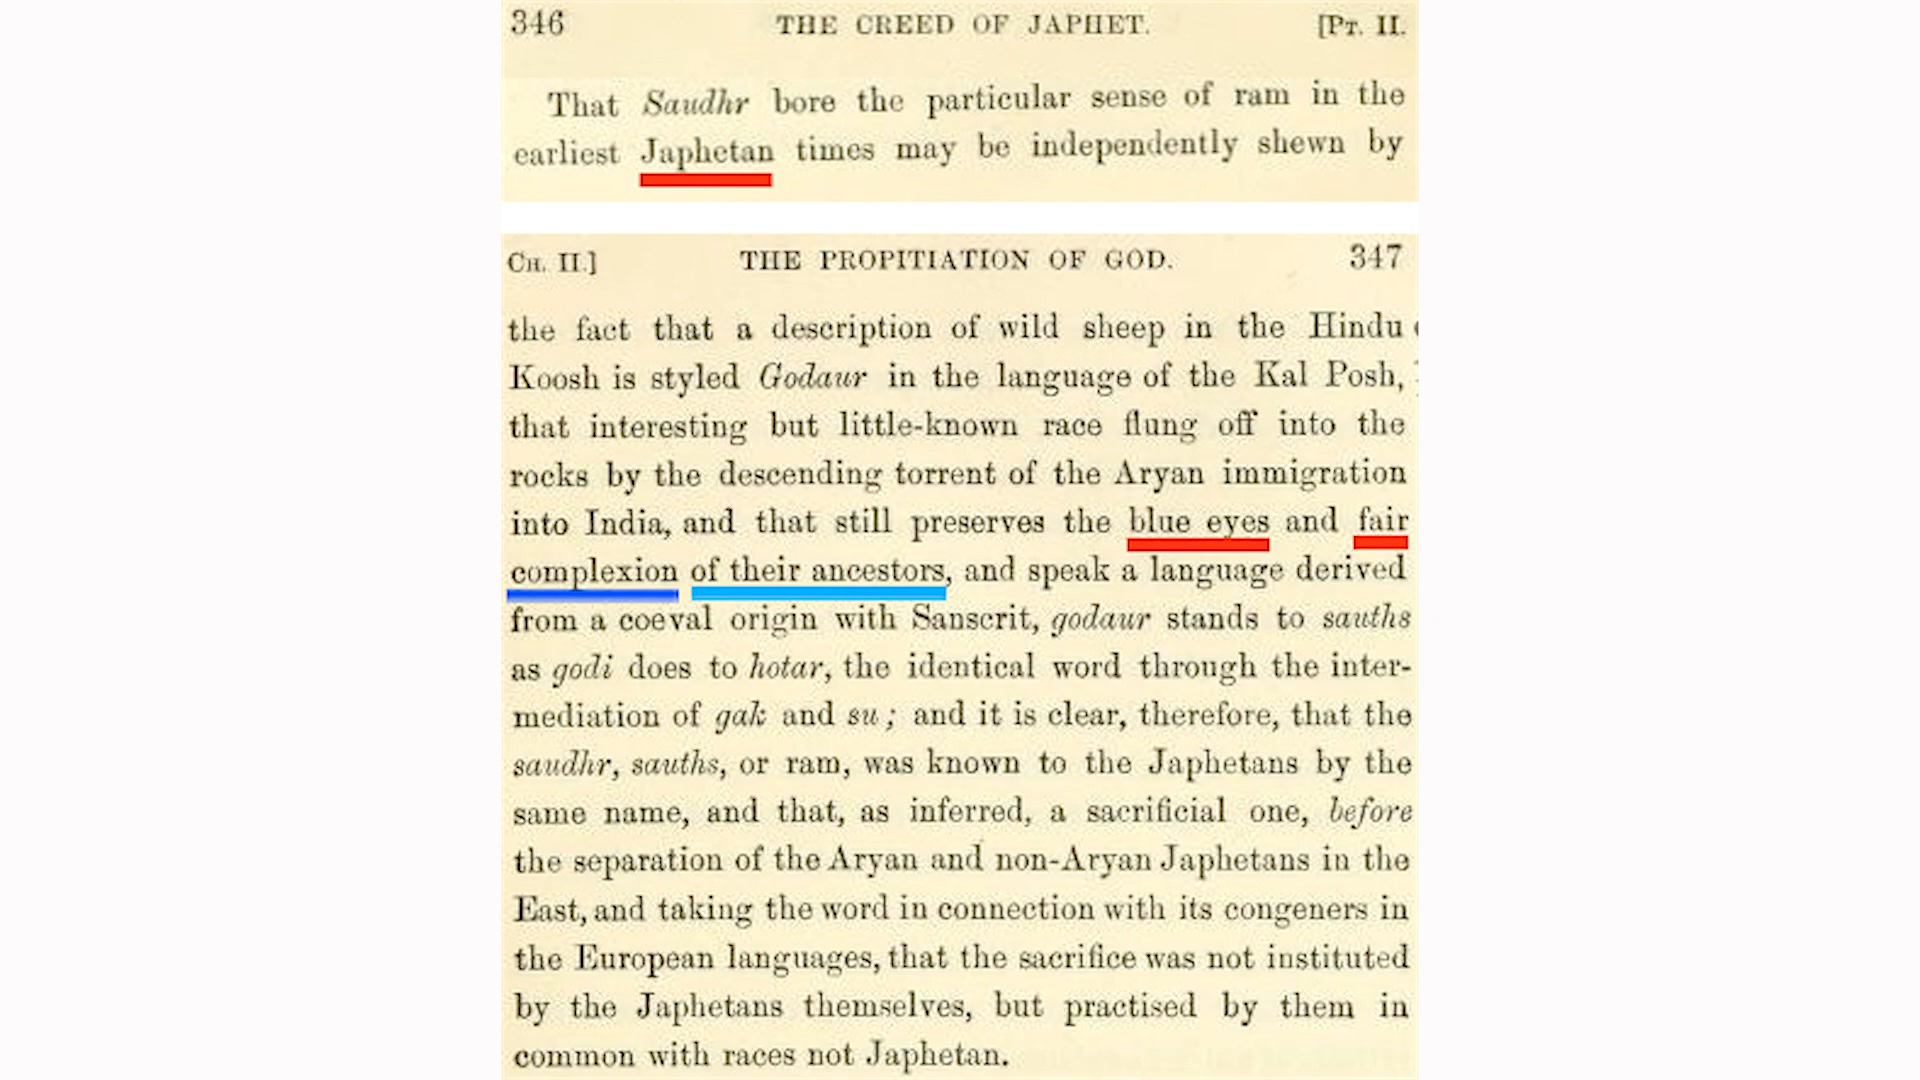 346 THE CREED OF JAPHET. [Pt. II.
That Saudhr bore the particular sense of ram in the
earliest Japhetan times may be independently shewn by
Ch. II.] THE PROPITIATION OF GOD. 347
the fact that a description of wild sheep in the Hindu
Koosh is styled Godaur in the language of the Kal Posh,
that interesting but little-known race flung off into the
rocks by the descending torrent of the Aryan immigration
into India, and that still preserves the blue eyes and fair
complexion of their ancestors, and speak a language derived
from a coeval origin with Sanscrit, godaur stands to sauths
as godi does to hotar, the identical word through the inter-
mediation of gak and su; and it is clear, therefore, that the
saudhr, sauths, or ram, was known to the Japhetans by the
same name, and that, as inferred, a sacrificial one, before
the separation of the Aryan and non-Aryan Japhetans in the
East, and taking the word in connection with its congeners in
the European languages, that the sacrifice was not instituted
by the Japhetans themselves, but practised by them in
common with races not Japhetan.